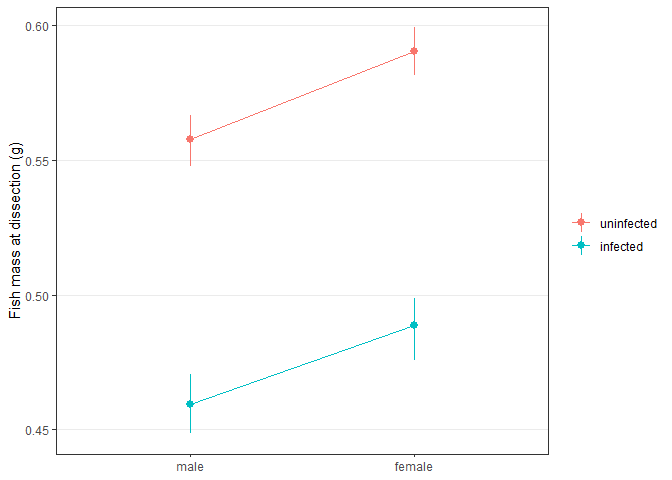 Fish mass at dissection (g)
0.60
0.55
0.50
0.45
male female
uninfected
infected